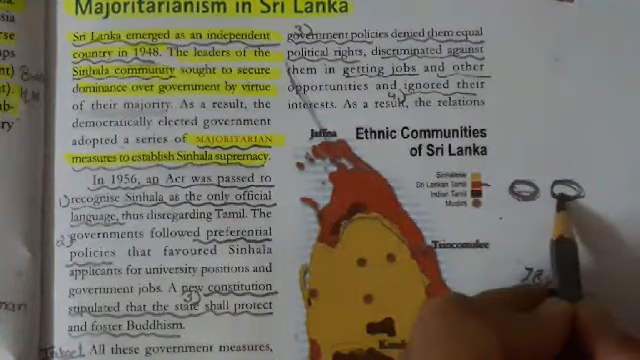 Majoritarianism in Sri Lanka
Sri Lanka emerged as an independent
country in 1948. The leaders of the
Sinhala community sought to secure
dominance over government by virtue
of their majority. As a result, the
democratically elected government
adopted a series of MAJORITARIAN
measures to establish Sinhala supremacy.
In 1956, an Act was passed to
1) recognise Sinhala as the only official
language, thus disregarding Tamil. The
2) governments followed preferential
policies that favoured Sinhala
applicants for university positions and
government jobs. A new constitution
3)
stipulated that the state shall protect
and foster Buddhism.
All these government measures,
government policies denied them equal
political rights, discriminated against
them in getting jobs and other
opportunities and ignored their
4)
interests. As a result, the relations
Ethnic Communities
of Sri Lanka
Jaffna
Sinhalese
Sri Lankan Tamil
Indian Tamil
Muslim
Trincomalee